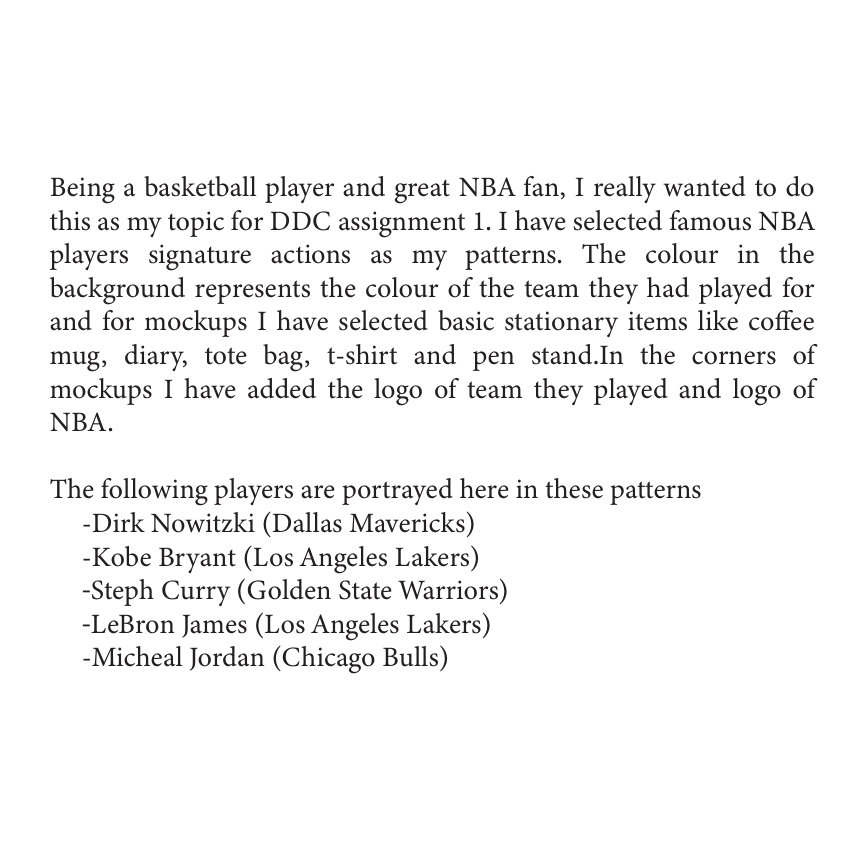 Being a basketball player and great NBA fan, I really wanted to do
this as my topic for DDC assignment 1. I have selected famous NBA
players signature actions as my patterns. The colour in the
background represents the colour of the team they had played for
and for mockups I have selected basic stationary items like coffee
mug, diary, tote bag, t-shirt and pen stand.In the corners of
mockups I have added the logo of team they played and logo of
NBA.
The following players are portrayed here in these patterns
-Dirk Nowitzki (Dallas Mavericks)
-Kobe Bryant (Los Angeles Lakers)
-Steph Curry (Golden State Warriors)
-LeBron James (Los Angeles Lakers)
-Micheal Jordan (Chicago Bulls)